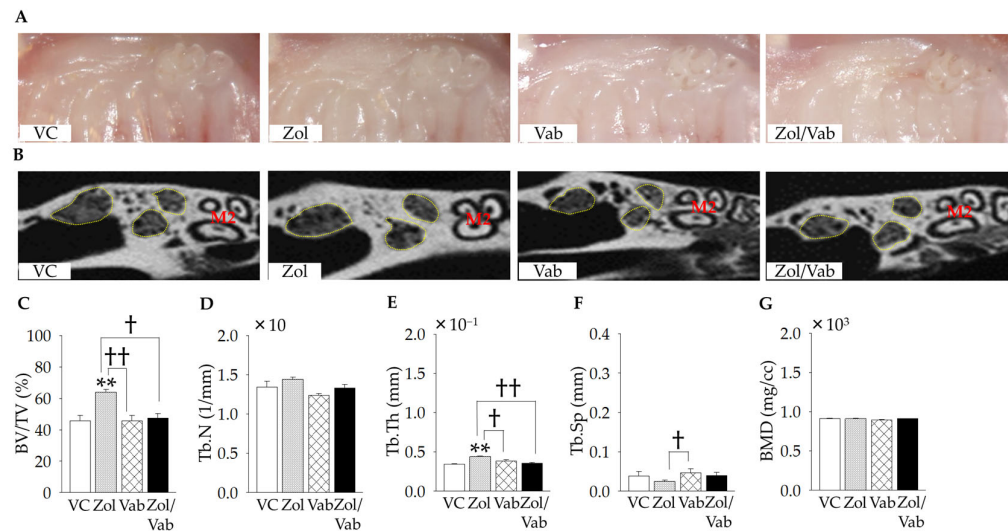 A
VC
Zol
Vab
Zol/Vab
B
M2
VC
M2
Zol
M2
Vab
M2
Zol/Vab
C
BV/TV (%)
100
80
60
40
20
0
†
††
**
VC Zol Vab Zol/
Vab
D
× 10
Tb.N (1/mm)
2.0
1.5
1.0
0.5
0.0
VC Zol Vab Zol/
Vab
E
× 10⁻¹
Tb.Th (mm)
2.0
1.5
1.0
0.5
0.0
††
†
**
VC Zol Vab Zol/
Vab
F
Tb.Sp (mm)
0.4
0.3
0.2
0.1
0.0
†
VC Zol Vab Zol/
Vab
G
× 10³
BMD (mg/cc)
2.0
1.5
1.0
0.5
0.0
VC Zol Vab Zol/
Vab